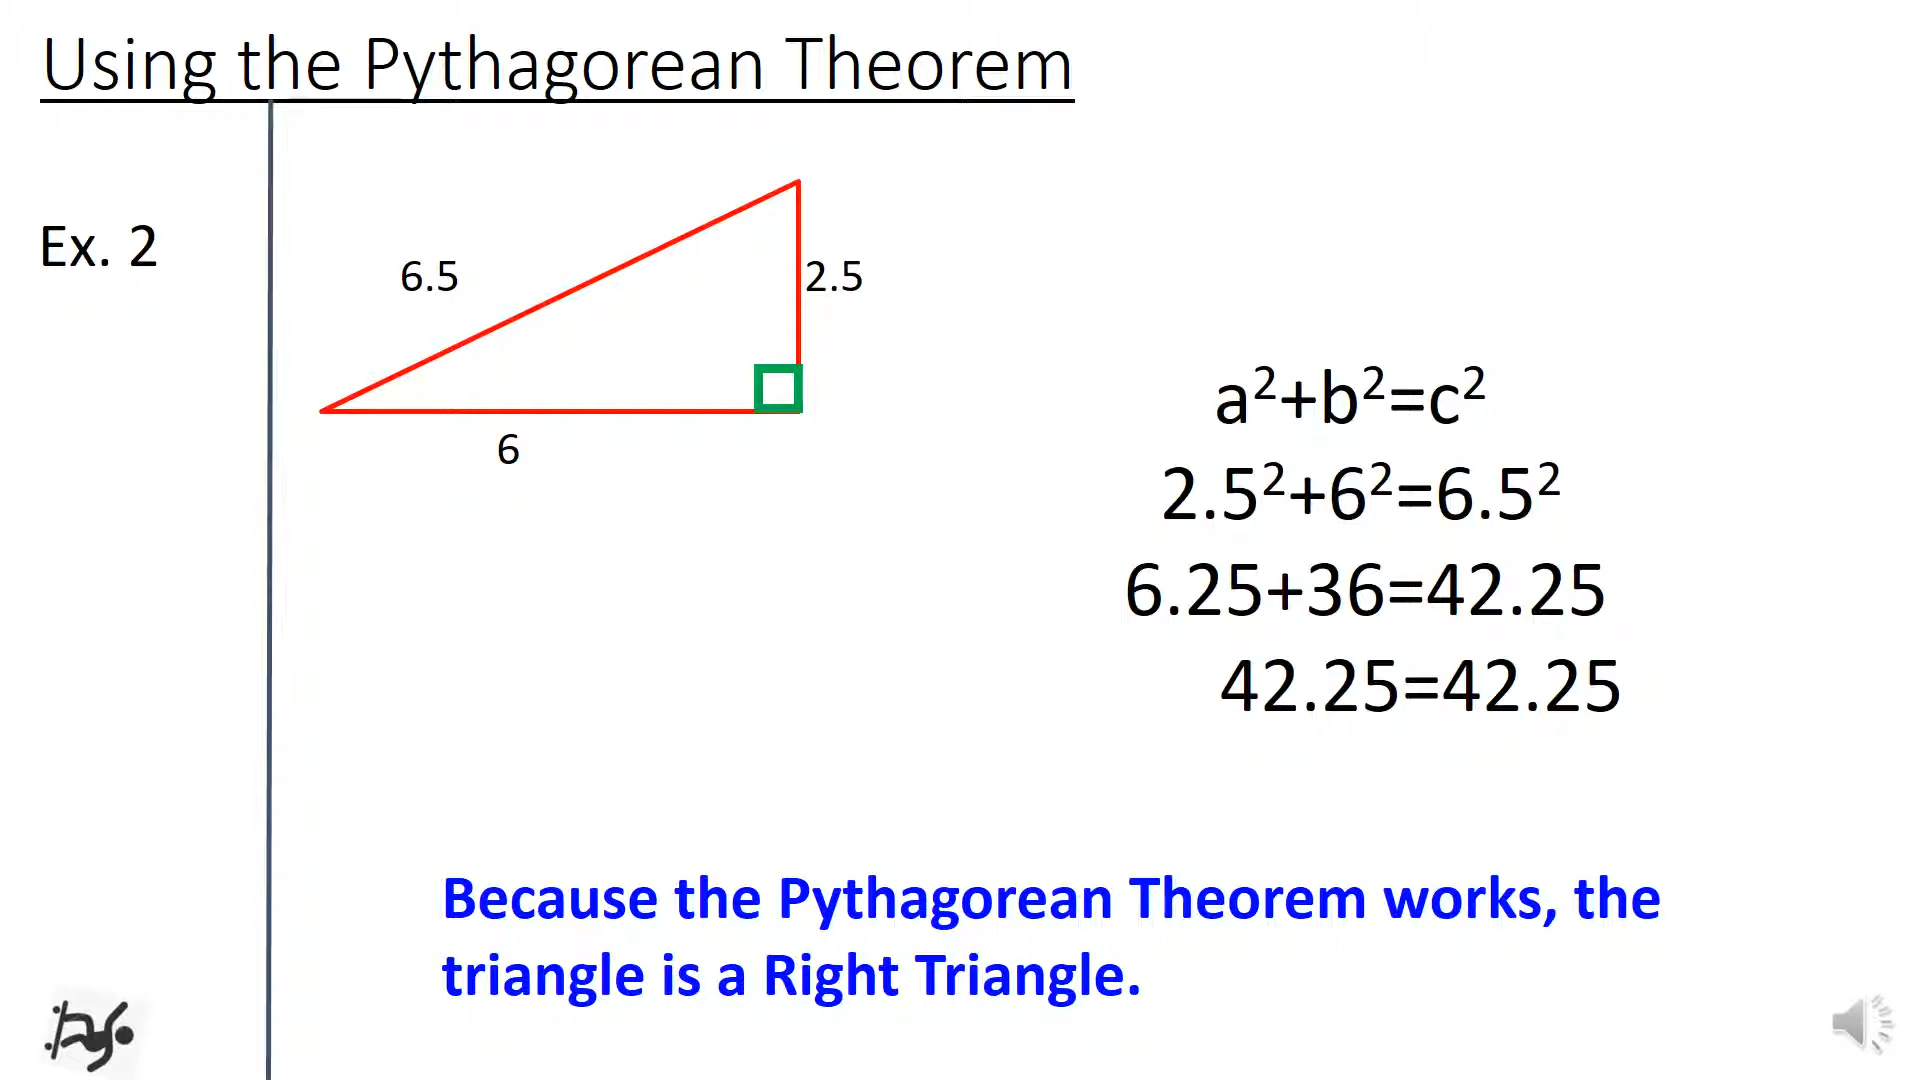 Using the Pythagorean Theorem
Ex. 2
6.5
2.5
6
a²+b²=c²
2.5²+6²=6.5²
6.25+36=42.25
42.25=42.25
Because the Pythagorean Theorem works, the
triangle is a Right Triangle.